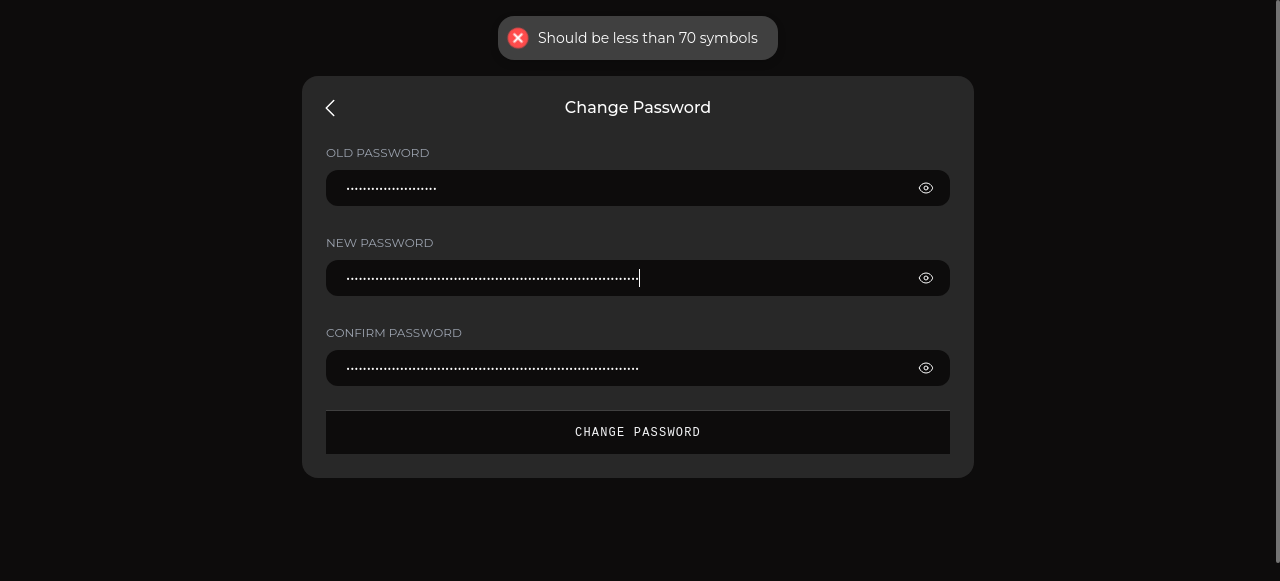 Should be less than 70 symbols
Change Password
OLD PASSWORD
NEW PASSWORD
CONFIRM PASSWORD
CHANGE PASSWORD